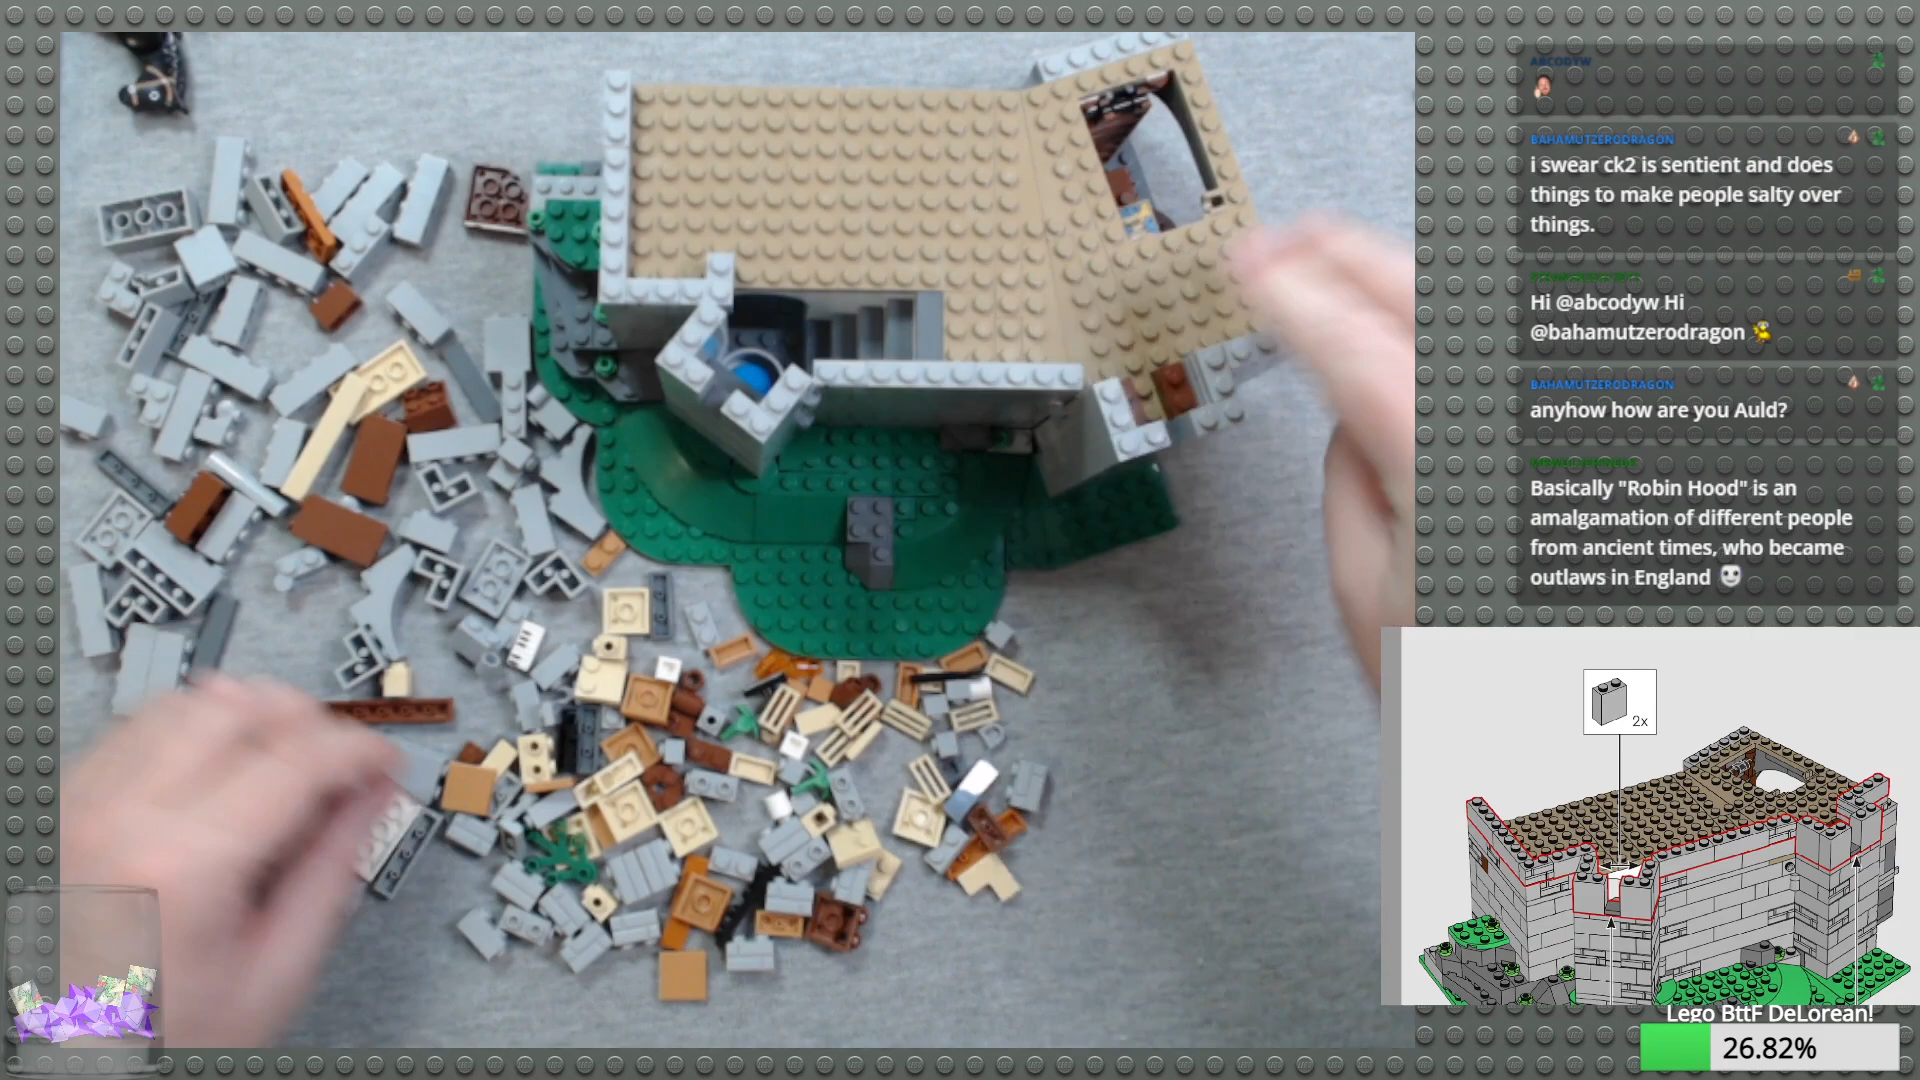 ABCODYW
BAHAMUTZERODRAGON
i swear ck2 is sentient and does
things to make people salty over
things.
Hi @abcodyw Hi
@bahamutzerodragon
BAHAMUTZERODRAGON
anyhow how are you Auld?
Basically "Robin Hood" is an
amalgamation of different people
from ancient times, who became
outlaws in England
2x
Lego BttF DeLorean!
26.82%